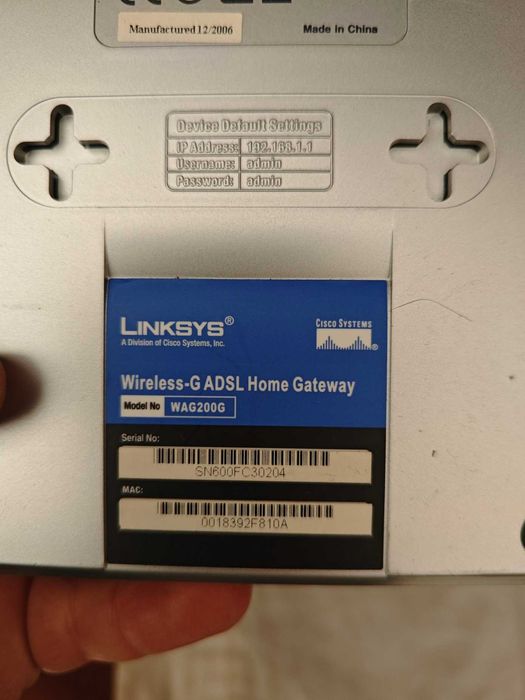 Manufactured 12/2006
Made in China
Device Default Settings
IP Address: 192.168.1.1
Username: admin
Password: admin
LINKSYS®
A Division of Cisco Systems, Inc.
CISCO SYSTEMS
®
Wireless-G ADSL Home Gateway
Model No WAG200G
Serial No:
SN600FC30204
MAC:
0018392F810A